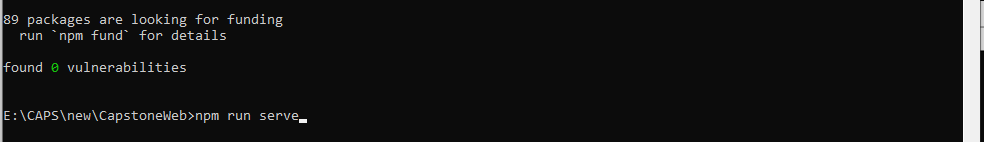 89 packages are looking for funding
run `npm fund` for details
found 0 vulnerabilities
E:\CAPS\new\CapstoneWeb>npm run serve